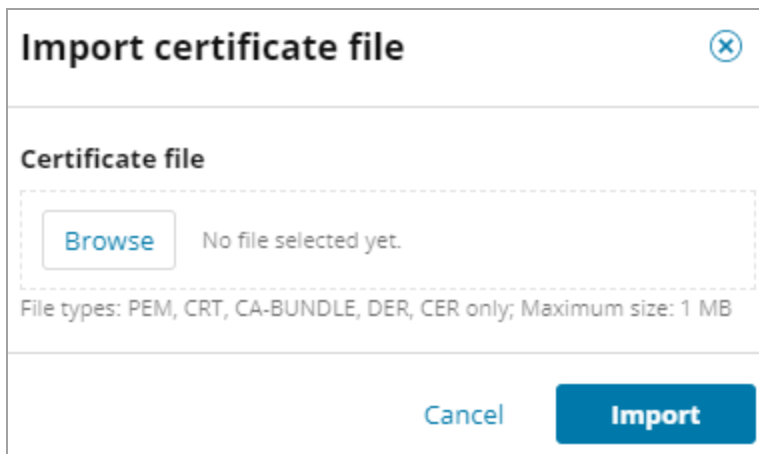 Import certificate file
Certificate file
Browse No file selected yet.
File types: PEM, CRT, CA-BUNDLE, DER, CER only; Maximum size: 1 MB
Cancel Import